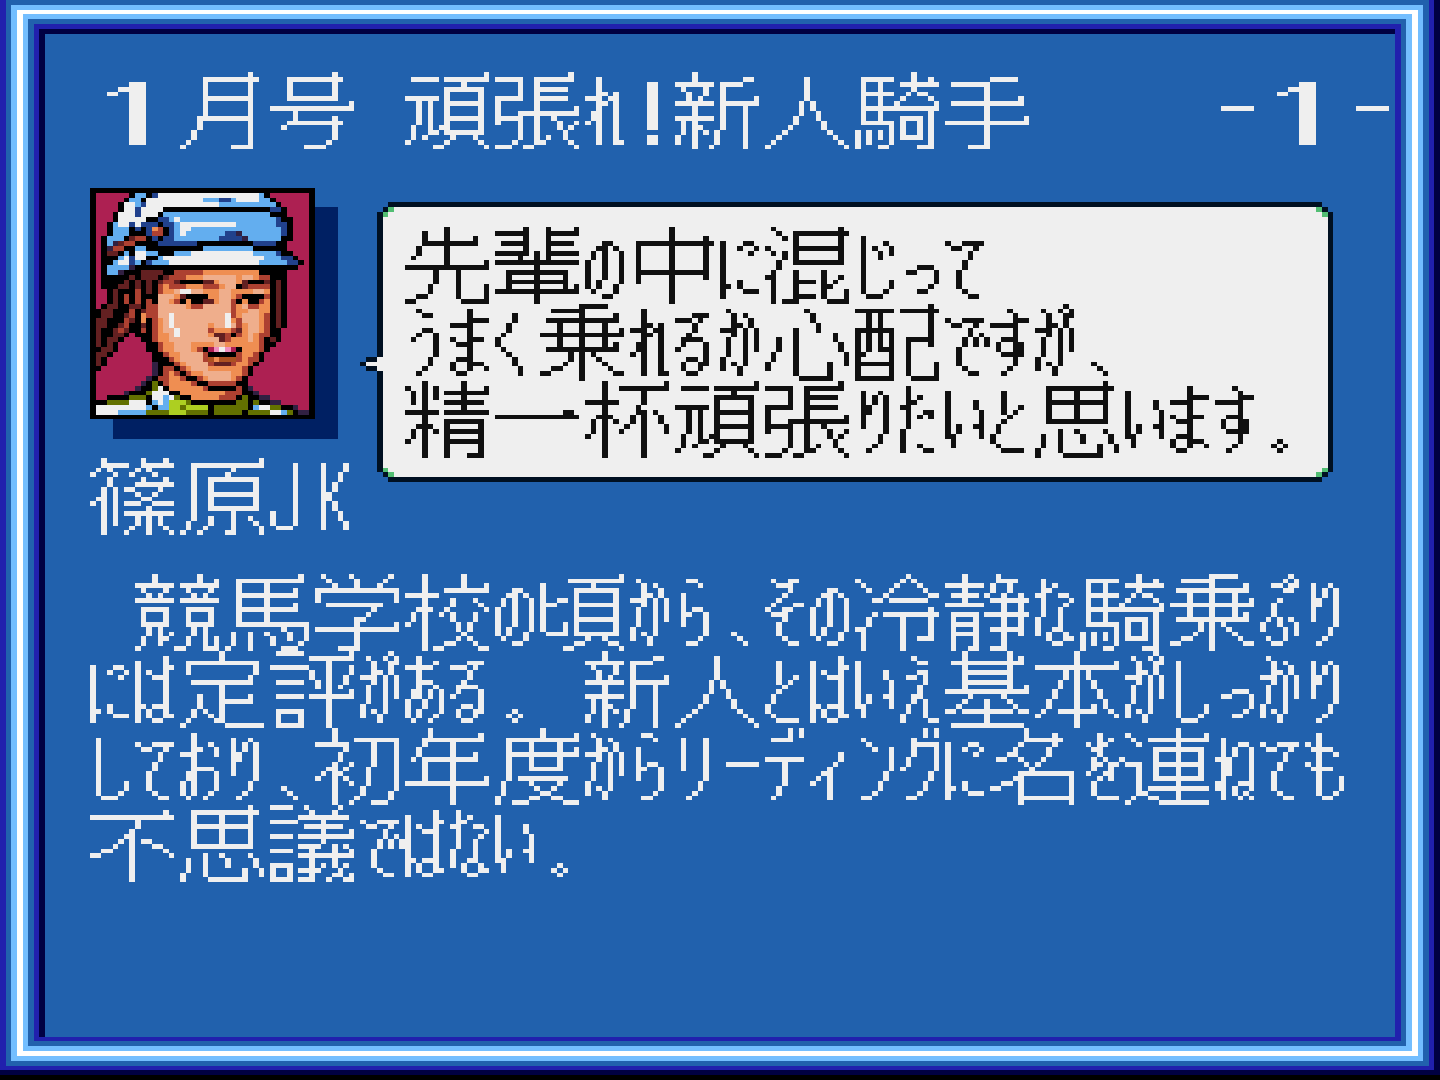 1月号 頑張れ!新人騎手 -1-
先輩の中に混じって
うまく乗れるか心配ですが、
精一杯頑張りたいと思います。
篠原JK
競馬学校の頃から、その冷静な騎乗ぶり
には定評がある。 新人とはいえ基本がしっかり
しており、初年度からリーディングに名を連ねても
不思議ではない。